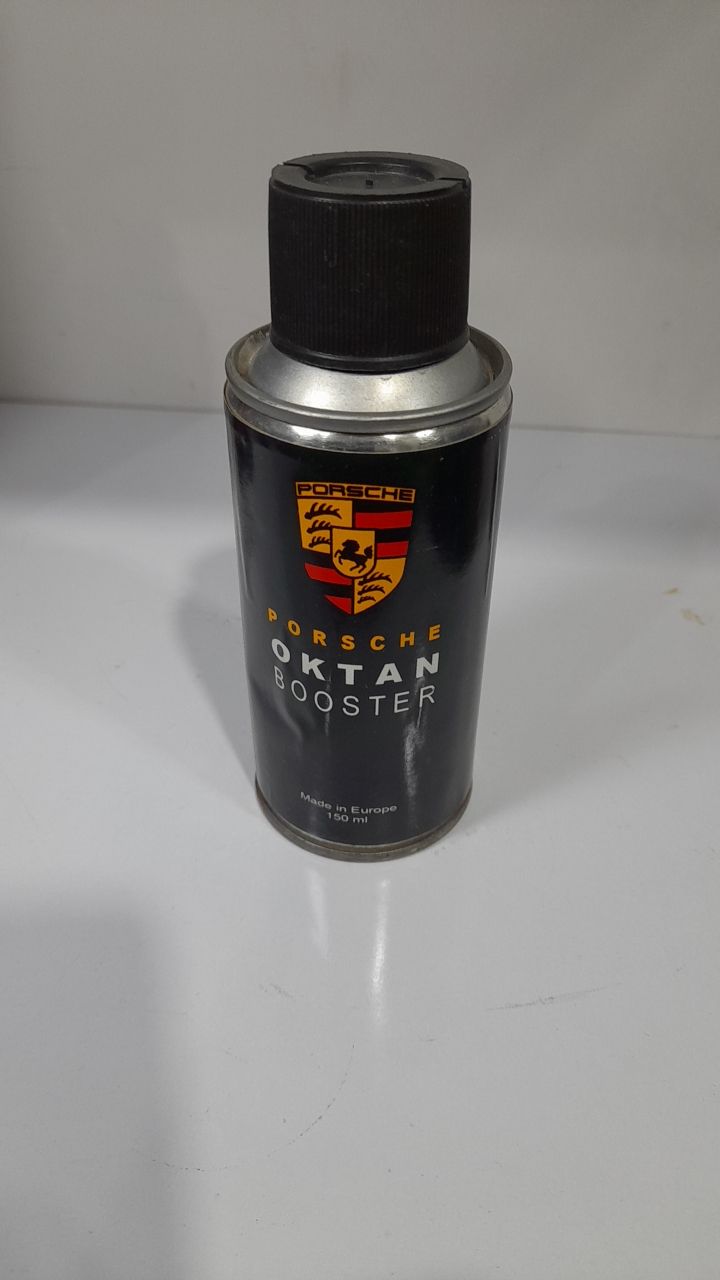 PORSCHE
PORSCHE
OKTAN
BOOSTER
Made in Europe
150 ml